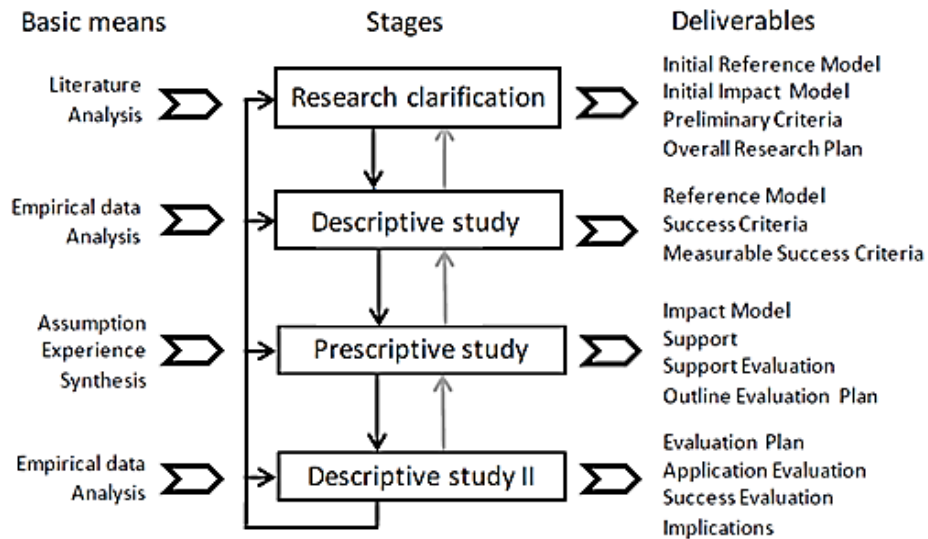 Basic means
Stages
Deliverables
Literature
Analysis
Research clarification
Initial Reference Model
Initial Impact Model
Preliminary Criteria
Overall Research Plan
Empirical data
Analysis
Descriptive study
Reference Model
Success Criteria
Measurable Success Criteria
Assumption
Experience
Synthesis
Prescriptive study
Impact Model
Support
Support Evaluation
Outline Evaluation Plan
Empirical data
Analysis
Descriptive study II
Evaluation Plan
Application Evaluation
Success Evaluation
Implications